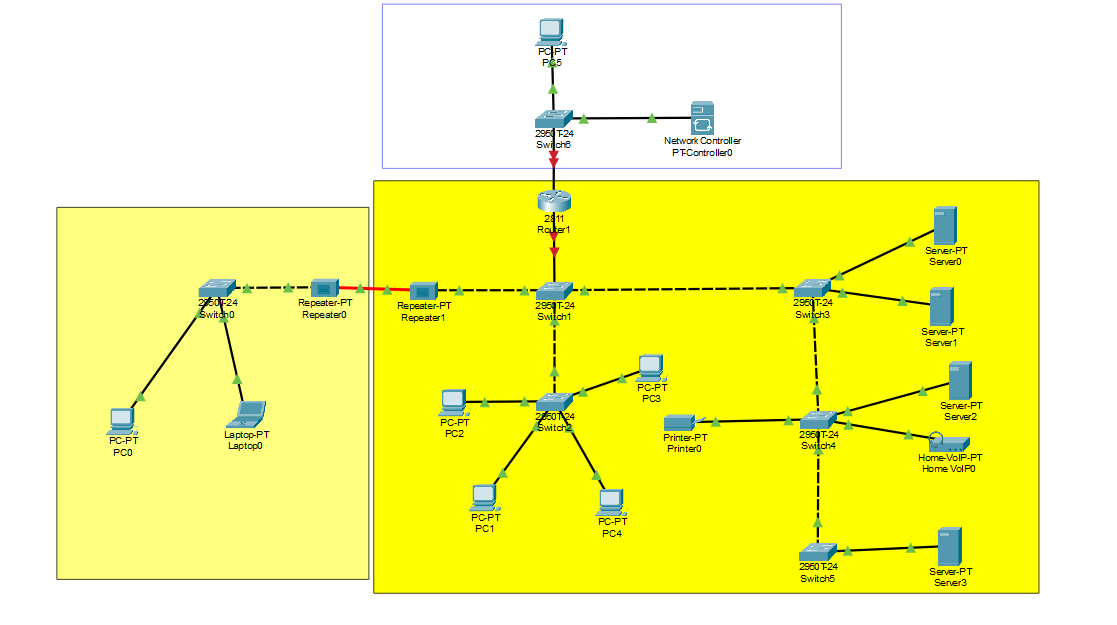 PC-PT
PC5
2950T-24
Switch6
Network Controller
PT-Controller0
2811
Router1
Server-PT
Server0
2950T-24
Switch0
Repeater-PT
Repeater0
Repeater-PT
Repeater1
2950T-24
Switch1
2950T-24
Switch3
Server-PT
Server1
PC-PT
PC3
PC-PT
PC0
Laptop-PT
Laptop0
PC-PT
PC2
2950T-24
Switch2
Printer-PT
Printer0
2950T-24
Switch4
Server-PT
Server2
Home-VoIP-PT
Home VoIP0
PC-PT
PC1
PC-PT
PC4
2950T-24
Switch5
Server-PT
Server3